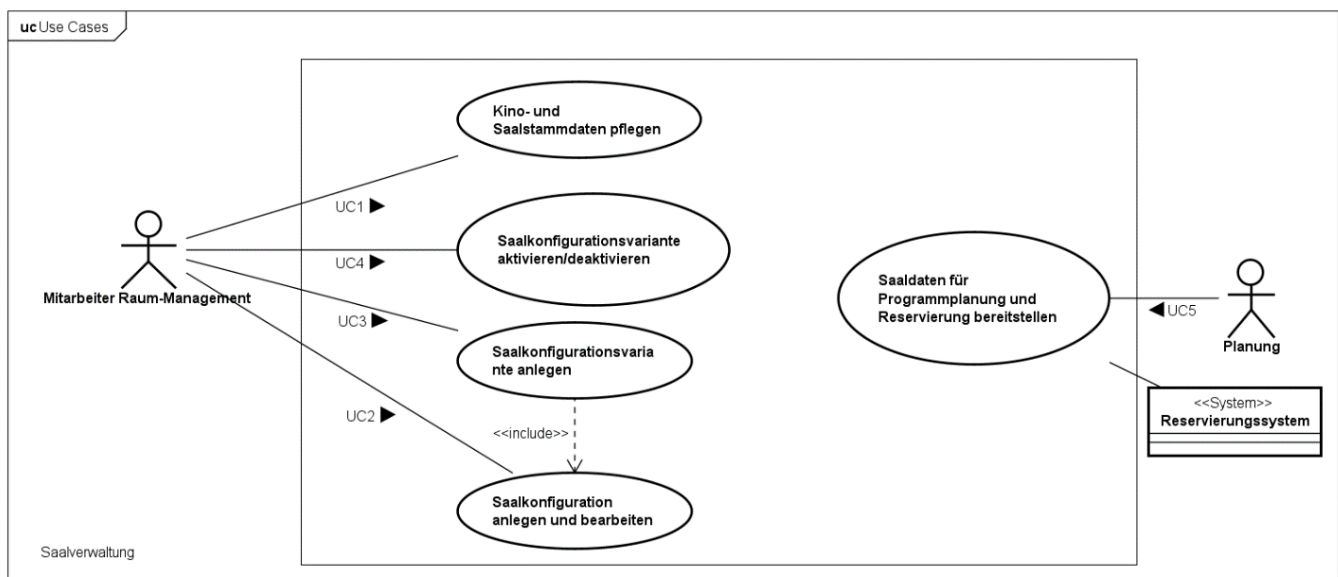 uc Use Cases
Kino- und
Saalstammdaten pflegen
UC1
Saalkonfigurationsvariante
aktivieren/deaktivieren
UC4
Mitarbeiter Raum-Management
Saaldaten für
Programmplanung und
Reservierung bereitstellen
UC5
Planung
UC3
Saalkonfigurationsvaria
nte anlegen
<<System>>
Reservierungssystem
UC2
<<include>>
Saalkonfiguration
anlegen und bearbeiten
Saalverwaltung